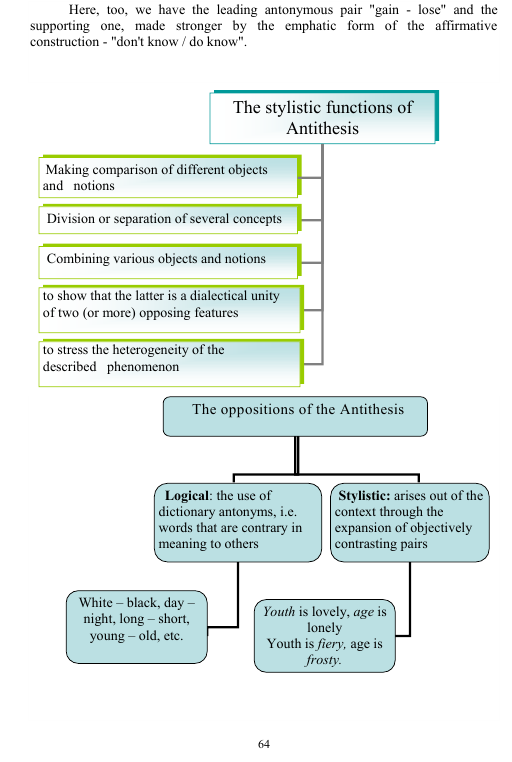 Here, too, we have the leading antonymous pair "gain - lose" and the
supporting one, made stronger by the emphatic form of the affirmative
construction - "don't know / do know".
The stylistic functions of
Antithesis
Making comparison of different objects
and notions
Division or separation of several concepts
Combining various objects and notions
to show that the latter is a dialectical unity
of two (or more) opposing features
to stress the heterogeneity of the
described phenomenon
The oppositions of the Antithesis
Logical: the use of
dictionary antonyms, i.e.
words that are contrary in
meaning to others
Stylistic: arises out of the
context through the
expansion of objectively
contrasting pairs
White – black, day –
night, long – short,
young – old, etc.
Youth is lovely, age is
lonely
Youth is fiery, age is
frosty.
64